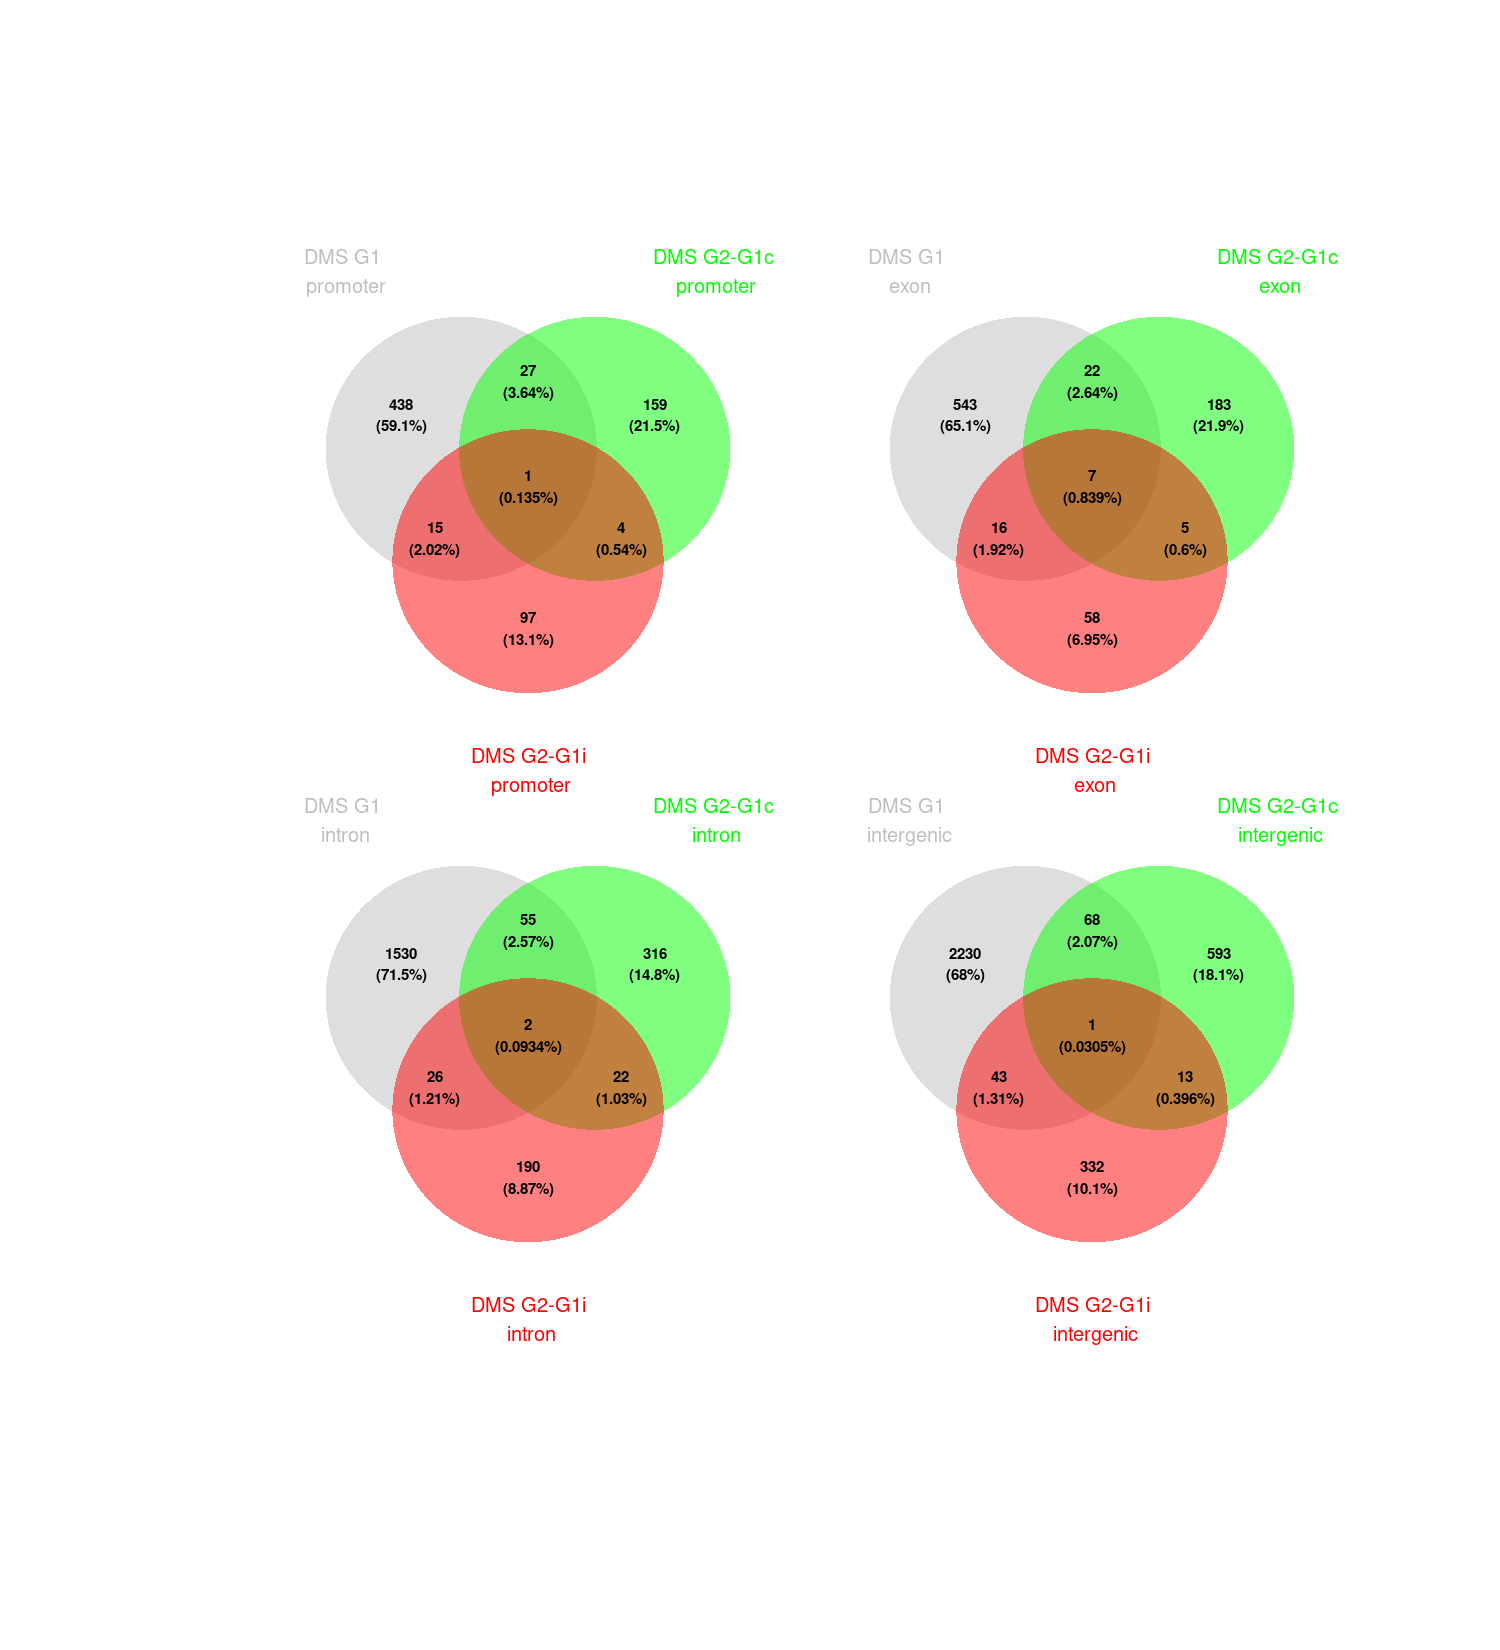 DMS G1
promoter
DMS G2-G1c
promoter
27
(3.64%)
438
(59.1%)
159
(21.5%)
1
(0.135%)
15
(2.02%)
4
(0.54%)
97
(13.1%)
DMS G2-G1i
promoter
DMS G1
exon
DMS G2-G1c
exon
22
(2.64%)
543
(65.1%)
183
(21.9%)
7
(0.839%)
16
(1.92%)
5
(0.6%)
58
(6.95%)
DMS G2-G1i
exon
DMS G1
intron
DMS G2-G1c
intron
55
(2.57%)
1530
(71.5%)
316
(14.8%)
2
(0.0934%)
26
(1.21%)
22
(1.03%)
190
(8.87%)
DMS G2-G1i
intron
DMS G1
intergenic
DMS G2-G1c
intergenic
68
(2.07%)
2230
(68%)
593
(18.1%)
1
(0.0305%)
43
(1.31%)
13
(0.396%)
332
(10.1%)
DMS G2-G1i
intergenic